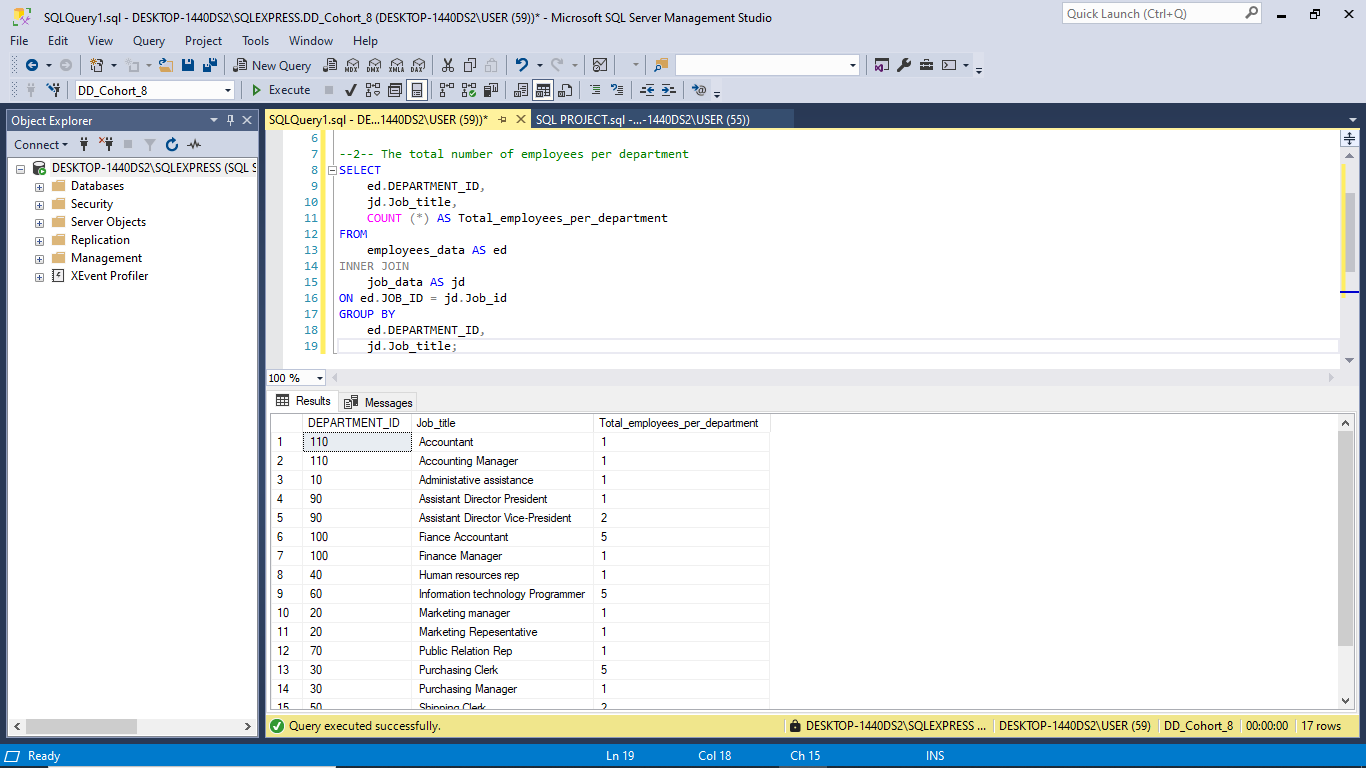 SQLQuery1.sql - DESKTOP-1440DS2\SQLEXPRESS.DD_Cohort_8 (DESKTOP-1440DS2\USER (59))* - Microsoft SQL Server Management Studio
Quick Launch (Ctrl+Q)
File Edit View Query Project Tools Window Help
New Query
MDX DMX XMLA DAX
DD_Cohort_8
Execute
Object Explorer
SQLQuery1.sql - DE...1440DS2\USER (59))*
SQL PROJECT.sql -...-1440DS2\USER (55))
Connect
DESKTOP-1440DS2\SQLEXPRESS (SQL S
Databases
Security
Server Objects
Replication
Management
XEvent Profiler
6
7 --2-- The total number of employees per department
8 SELECT
9 ed.DEPARTMENT_ID,
10 jd.Job_title,
11 COUNT (*) AS Total_employees_per_department
12 FROM
13 employees_data AS ed
14 INNER JOIN
15 job_data AS jd
16 ON ed.JOB_ID = jd.Job_id
17 GROUP BY
18 ed.DEPARTMENT_ID,
19 jd.Job_title;
100 %
Results Messages
DEPARTMENT_ID Job_title Total_employees_per_department
1 110 Accountant 1
2 110 Accounting Manager 1
3 10 Administative assistance 1
4 90 Assistant Director President 1
5 90 Assistant Director Vice-President 2
6 100 Fiance Accountant 5
7 100 Finance Manager 1
8 40 Human resources rep 1
9 60 Information technology Programmer 5
10 20 Marketing manager 1
11 20 Marketing Repesentative 1
12 70 Public Relation Rep 1
13 30 Purchasing Clerk 5
14 30 Purchasing Manager 1
15 50 Shipping Clerk 2
Query executed successfully.
DESKTOP-1440DS2\SQLEXPRESS ... DESKTOP-1440DS2\USER (59) DD_Cohort_8 00:00:00 17 rows
Ready Ln 19 Col 18 Ch 15 INS